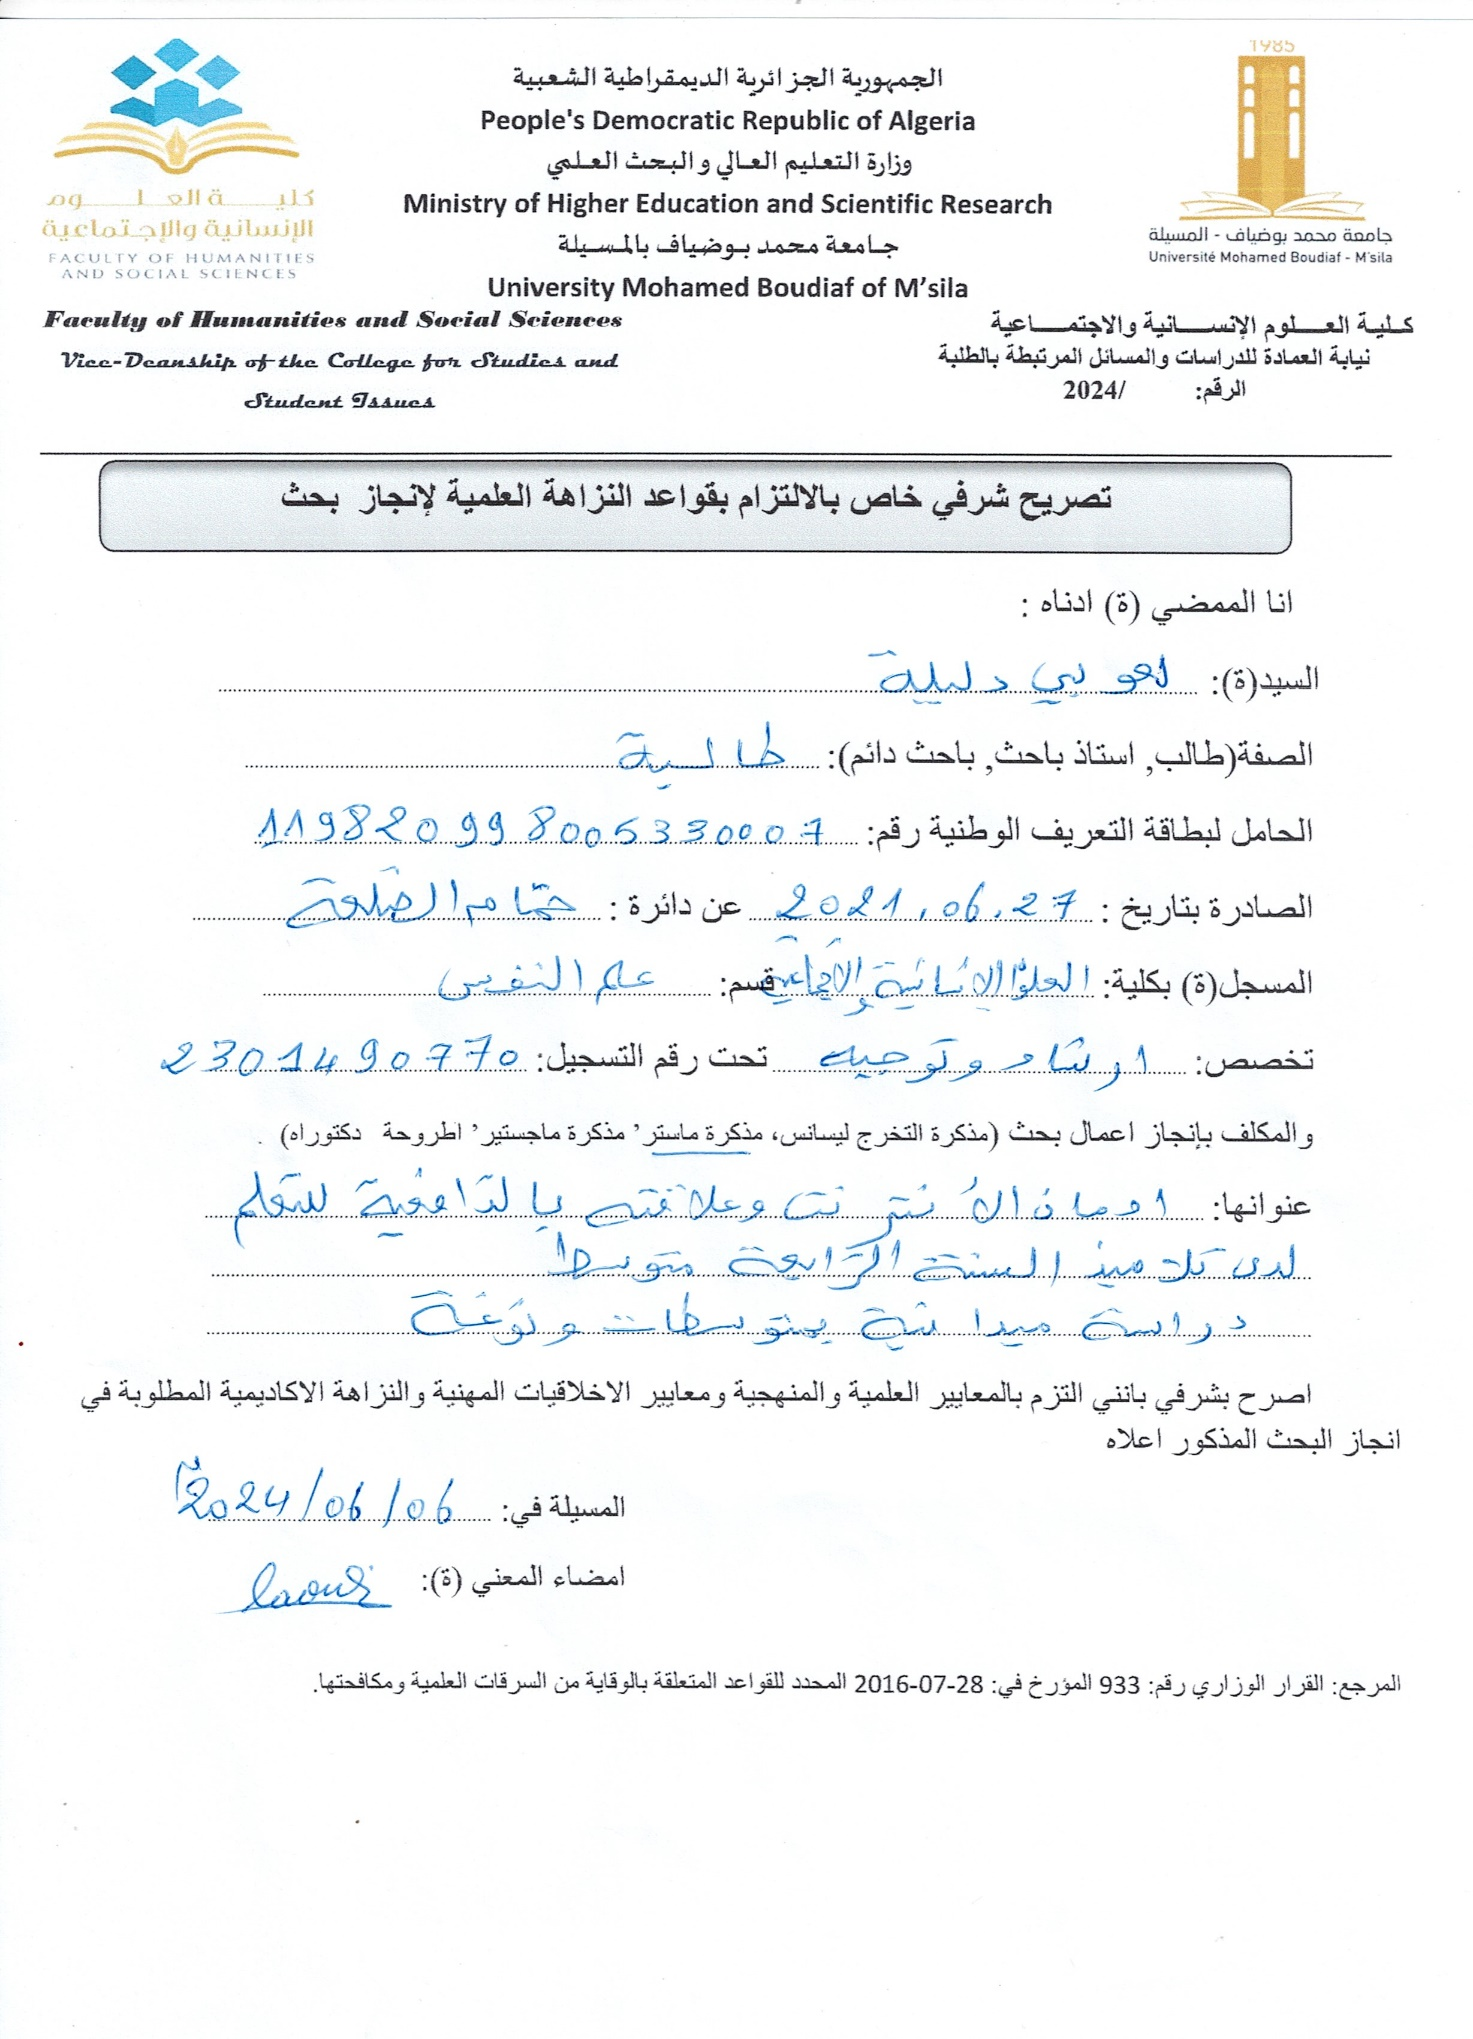 1985
الجمهورية الجزائرية الديمقراطية الشعبية
People's Democratic Republic of Algeria
وزارة التعليم العالي والبحث العلمي
Ministry of Higher Education and Scientific Research
جامعة محمد بوضياف بالمسيلة
University Mohamed Boudiaf of M'sila
كلية العلوم
الإنسانية والإجتماعية
FACULTY OF HUMANITIES
AND SOCIAL SCIENCES
جامعة محمد بوضياف - المسيلة
Université Mohamed Boudiaf - M'sila
Faculty of Humanities and Social Sciences
Vice-Deanship of the College for Studies and
Student Issues
كلية العلوم الإنسانية والاجتماعية
نيابة العمادة للدراسات والمسائل المرتبطة بالطلبة
الرقم: /2024
تصريح شرفي خاص بالالتزام بقواعد النزاهة العلمية لإنجاز بحث
انا الممضي (ة) ادناه :
السيد(ة): لعوبي دليلة
الصفة(طالب, استاذ باحث, باحث دائم): طالبة
الحامل لبطاقة التعريف الوطنية رقم: 119820998005330007
الصادرة بتاريخ : 2021.06.27 عن دائرة : حمّام الضلعة
المسجل(ة) بكلية: العلوم الإنسانية والاجتماعية قسم: علم النفس
تخصص: ارشاد وتوجيه تحت رقم التسجيل: 2301490770
والمكلف بإنجاز اعمال بحث (مذكرة التخرج ليسانس، مذكرة ماستر' مذكرة ماجستير' اطروحة دكتوراه) .
عنوانها: ادمان الأنترنت وعلاقته بالدّافعية للتعلم
لدى تلاميذ السنة الرّابعة متوسط
دراسة ميدانية بمتوسطات ونوغة
اصرح بشرفي بانني التزم بالمعايير العلمية والمنهجية ومعايير الاخلاقيات المهنية والنزاهة الاكاديمية المطلوبة في
انجاز البحث المذكور اعلاه
المسيلة في: 2024/06/06
امضاء المعني (ة):
المرجع: القرار الوزاري رقم: 933 المؤرخ في: 28-07-2016 المحدد للقواعد المتعلقة بالوقاية من السرقات العلمية ومكافحتها.